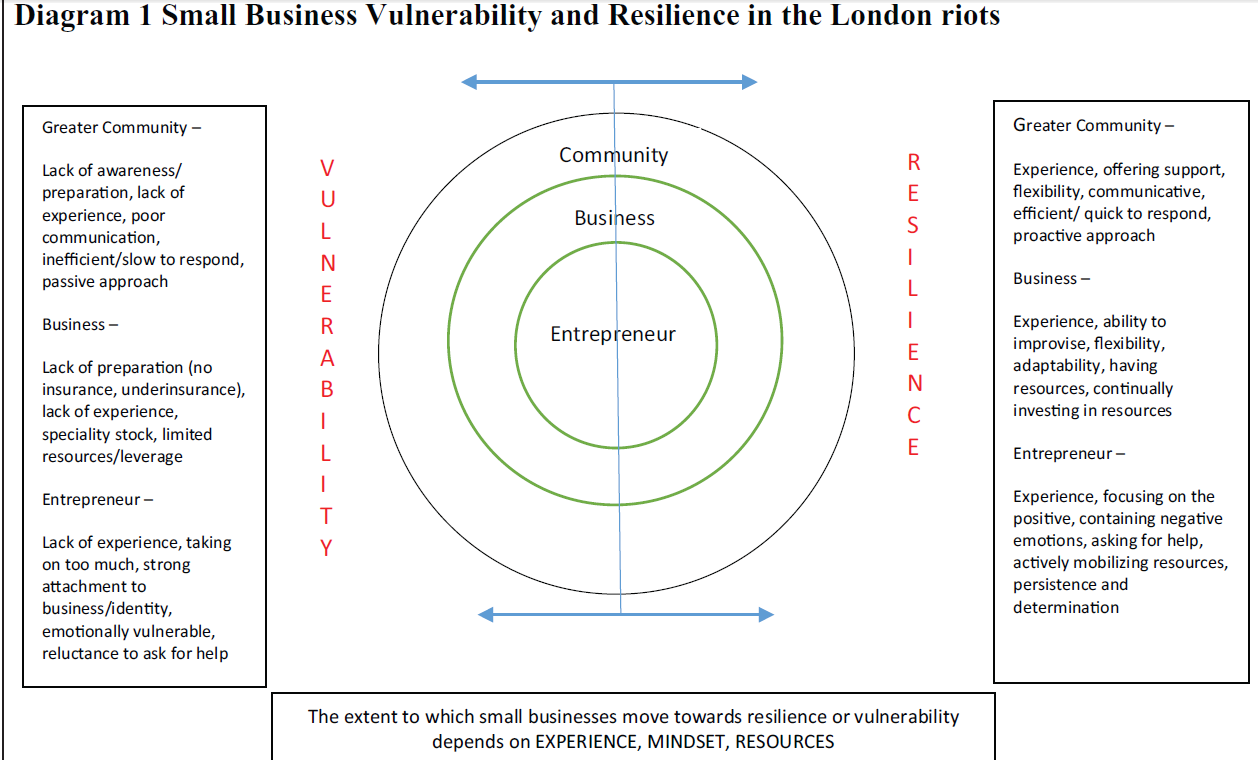 Diagram 1 Small Business Vulnerability and Resilience in the London riots
Greater Community –
Lack of awareness/
preparation, lack of
experience, poor
communication,
inefficient/slow to respond,
passive approach
Business –
Lack of preparation (no
insurance, underinsurance),
lack of experience,
speciality stock, limited
resources/leverage
Entrepreneur –
Lack of experience, taking
on too much, strong
attachment to
business/identity,
emotionally vulnerable,
reluctance to ask for help
V
U
L
N
E
R
A
B
I
L
I
T
Y
Community
Business
Entrepreneur
R
E
S
I
L
I
E
N
C
E
Greater Community –
Experience, offering support,
flexibility, communicative,
efficient/ quick to respond,
proactive approach
Business –
Experience, ability to
improvise, flexibility,
adaptability, having
resources, continually
investing in resources
Entrepreneur –
Experience, focusing on the
positive, containing negative
emotions, asking for help,
actively mobilizing resources,
persistence and
determination
The extent to which small businesses move towards resilience or vulnerability
depends on EXPERIENCE, MINDSET, RESOURCES